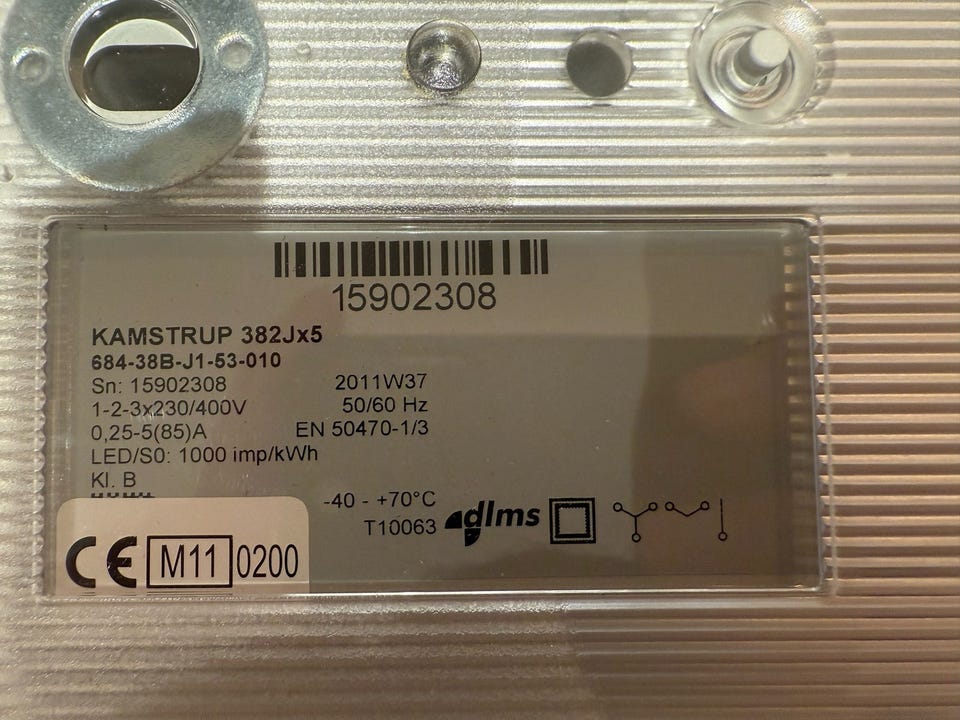 15902308
KAMSTRUP 382Jx5
684-38B-J1-53-010
Sn: 15902308 2011W37
1-2-3x230/400V 50/60 Hz
0,25-5(85)A EN 50470-1/3
LED/S0: 1000 imp/kWh
Kl. B
-40 - +70°C
T10063 dlms
CE M11 0200